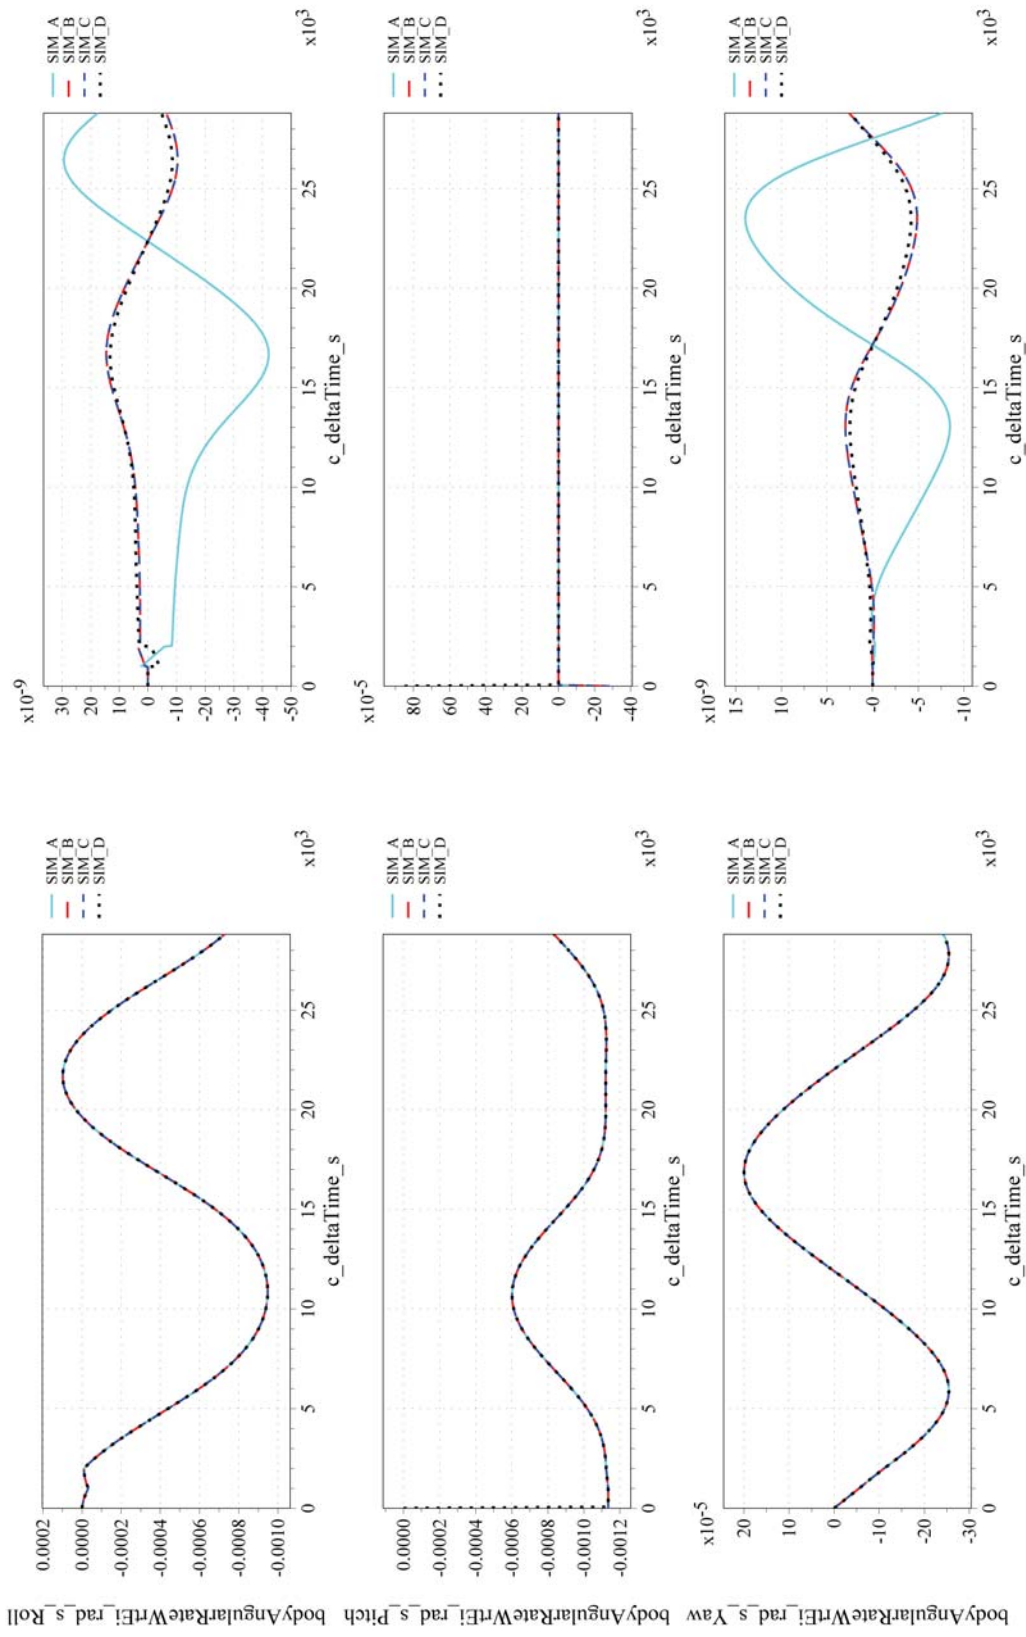 bodyAngularRateWrtEi_rad_s_Roll
0.0002
0.0000
-0.0002
-0.0004
-0.0006
-0.0008
-0.0010
0
5
10
15
20
25
c_deltaTime_s
x10³
SIM_A
SIM_B
SIM_C
SIM_D
x10⁻⁹
30
20
10
0
-10
-20
-30
-40
-50
0
5
10
15
20
25
c_deltaTime_s
x10³
SIM_A
SIM_B
SIM_C
SIM_D
bodyAngularRateWrtEi_rad_s_Pitch
0.0000
-0.0002
-0.0004
-0.0006
-0.0008
-0.0010
-0.0012
0
5
10
15
20
25
c_deltaTime_s
x10³
SIM_A
SIM_B
SIM_C
SIM_D
x10⁻⁵
80
60
40
20
0
-20
-40
0
5
10
15
20
25
c_deltaTime_s
x10³
SIM_A
SIM_B
SIM_C
SIM_D
bodyAngularRateWrtEi_rad_s_Yaw
x10⁻⁵
20
10
-0
-10
-20
-30
0
5
10
15
20
25
c_deltaTime_s
x10³
SIM_A
SIM_B
SIM_C
SIM_D
x10⁻⁹
15
10
5
-0
-5
-10
0
5
10
15
20
25
c_deltaTime_s
x10³
SIM_A
SIM_B
SIM_C
SIM_D